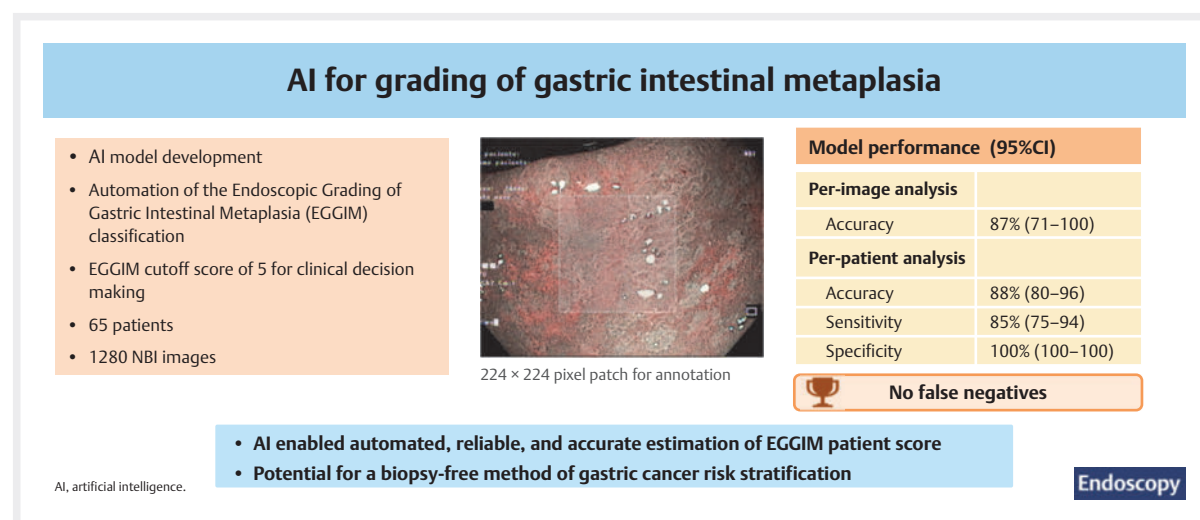 AI for grading of gastric intestinal metaplasia
• AI model development
• Automation of the Endoscopic Grading of
Gastric Intestinal Metaplasia (EGGIM)
classification
• EGGIM cutoff score of 5 for clinical decision
making
• 65 patients
• 1280 NBI images
NBI
224 × 224 pixel patch for annotation
Model performance (95%CI)
Per-image analysis
Accuracy 87% (71–100)
Per-patient analysis
Accuracy 88% (80–96)
Sensitivity 85% (75–94)
Specificity 100% (100–100)
No false negatives
• AI enabled automated, reliable, and accurate estimation of EGGIM patient score
• Potential for a biopsy-free method of gastric cancer risk stratification
AI, artificial intelligence.
Endoscopy